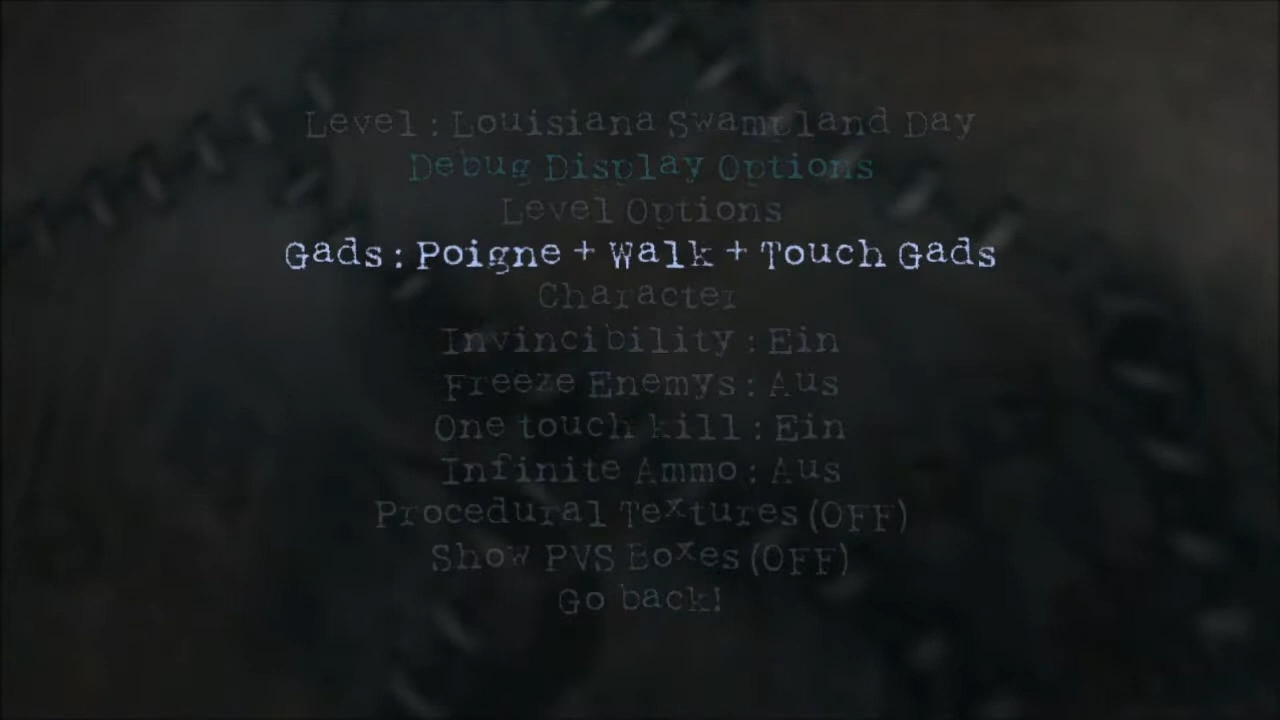 Level : Louisiana Swampland Day
Debug Display Options
Level Options
Gads : Poigne + Walk + Touch Gads
Character
Invincibility : Ein
Freeze Enemys : Aus
One touch kill : Ein
Infinite Ammo : Aus
Procedural Textures (OFF)
Show PVS Boxes (OFF)
Go back!